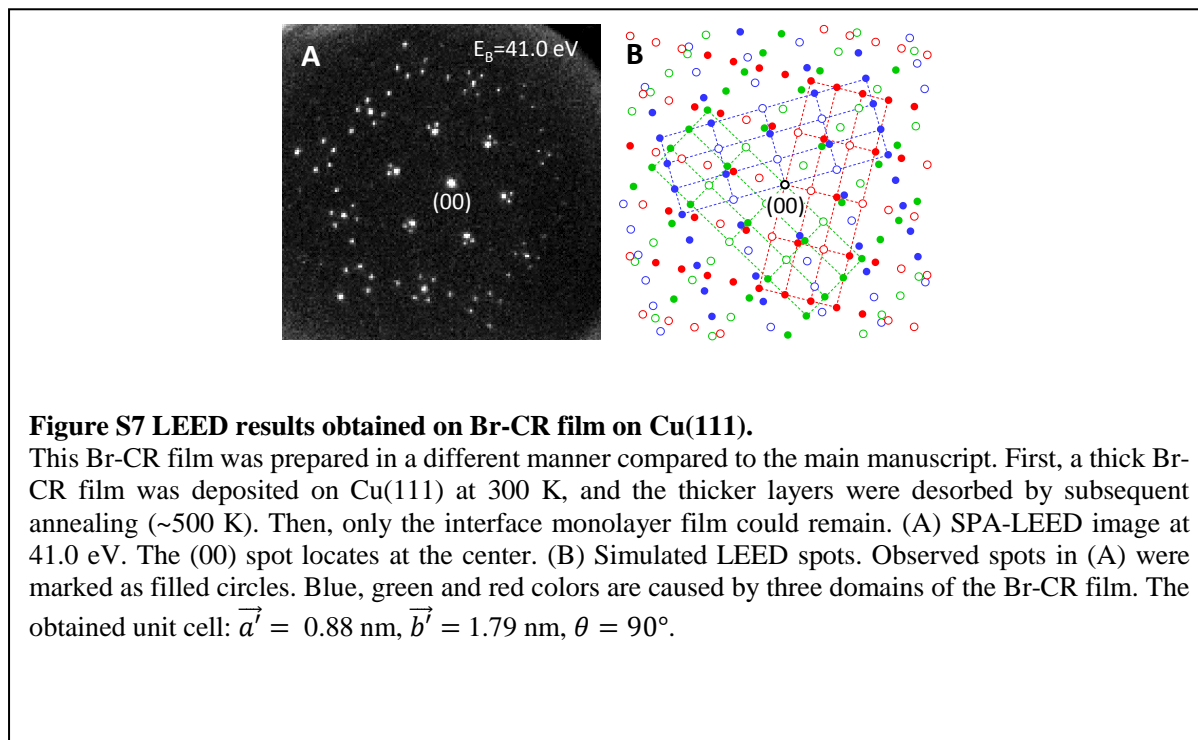 A
E_B=41.0 eV
(00)
B
(00)
Figure S7 LEED results obtained on Br-CR film on Cu(111).
This Br-CR film was prepared in a different manner compared to the main manuscript. First, a thick Br-
CR film was deposited on Cu(111) at 300 K, and the thicker layers were desorbed by subsequent
annealing (~500 K). Then, only the interface monolayer film could remain. (A) SPA-LEED image at
41.0 eV. The (00) spot locates at the center. (B) Simulated LEED spots. Observed spots in (A) were
marked as filled circles. Blue, green and red colors are caused by three domains of the Br-CR film. The
obtained unit cell: $\overrightarrow{a'}$ = 0.88 nm, $\overrightarrow{b'}$ = 1.79 nm, θ = 90°.